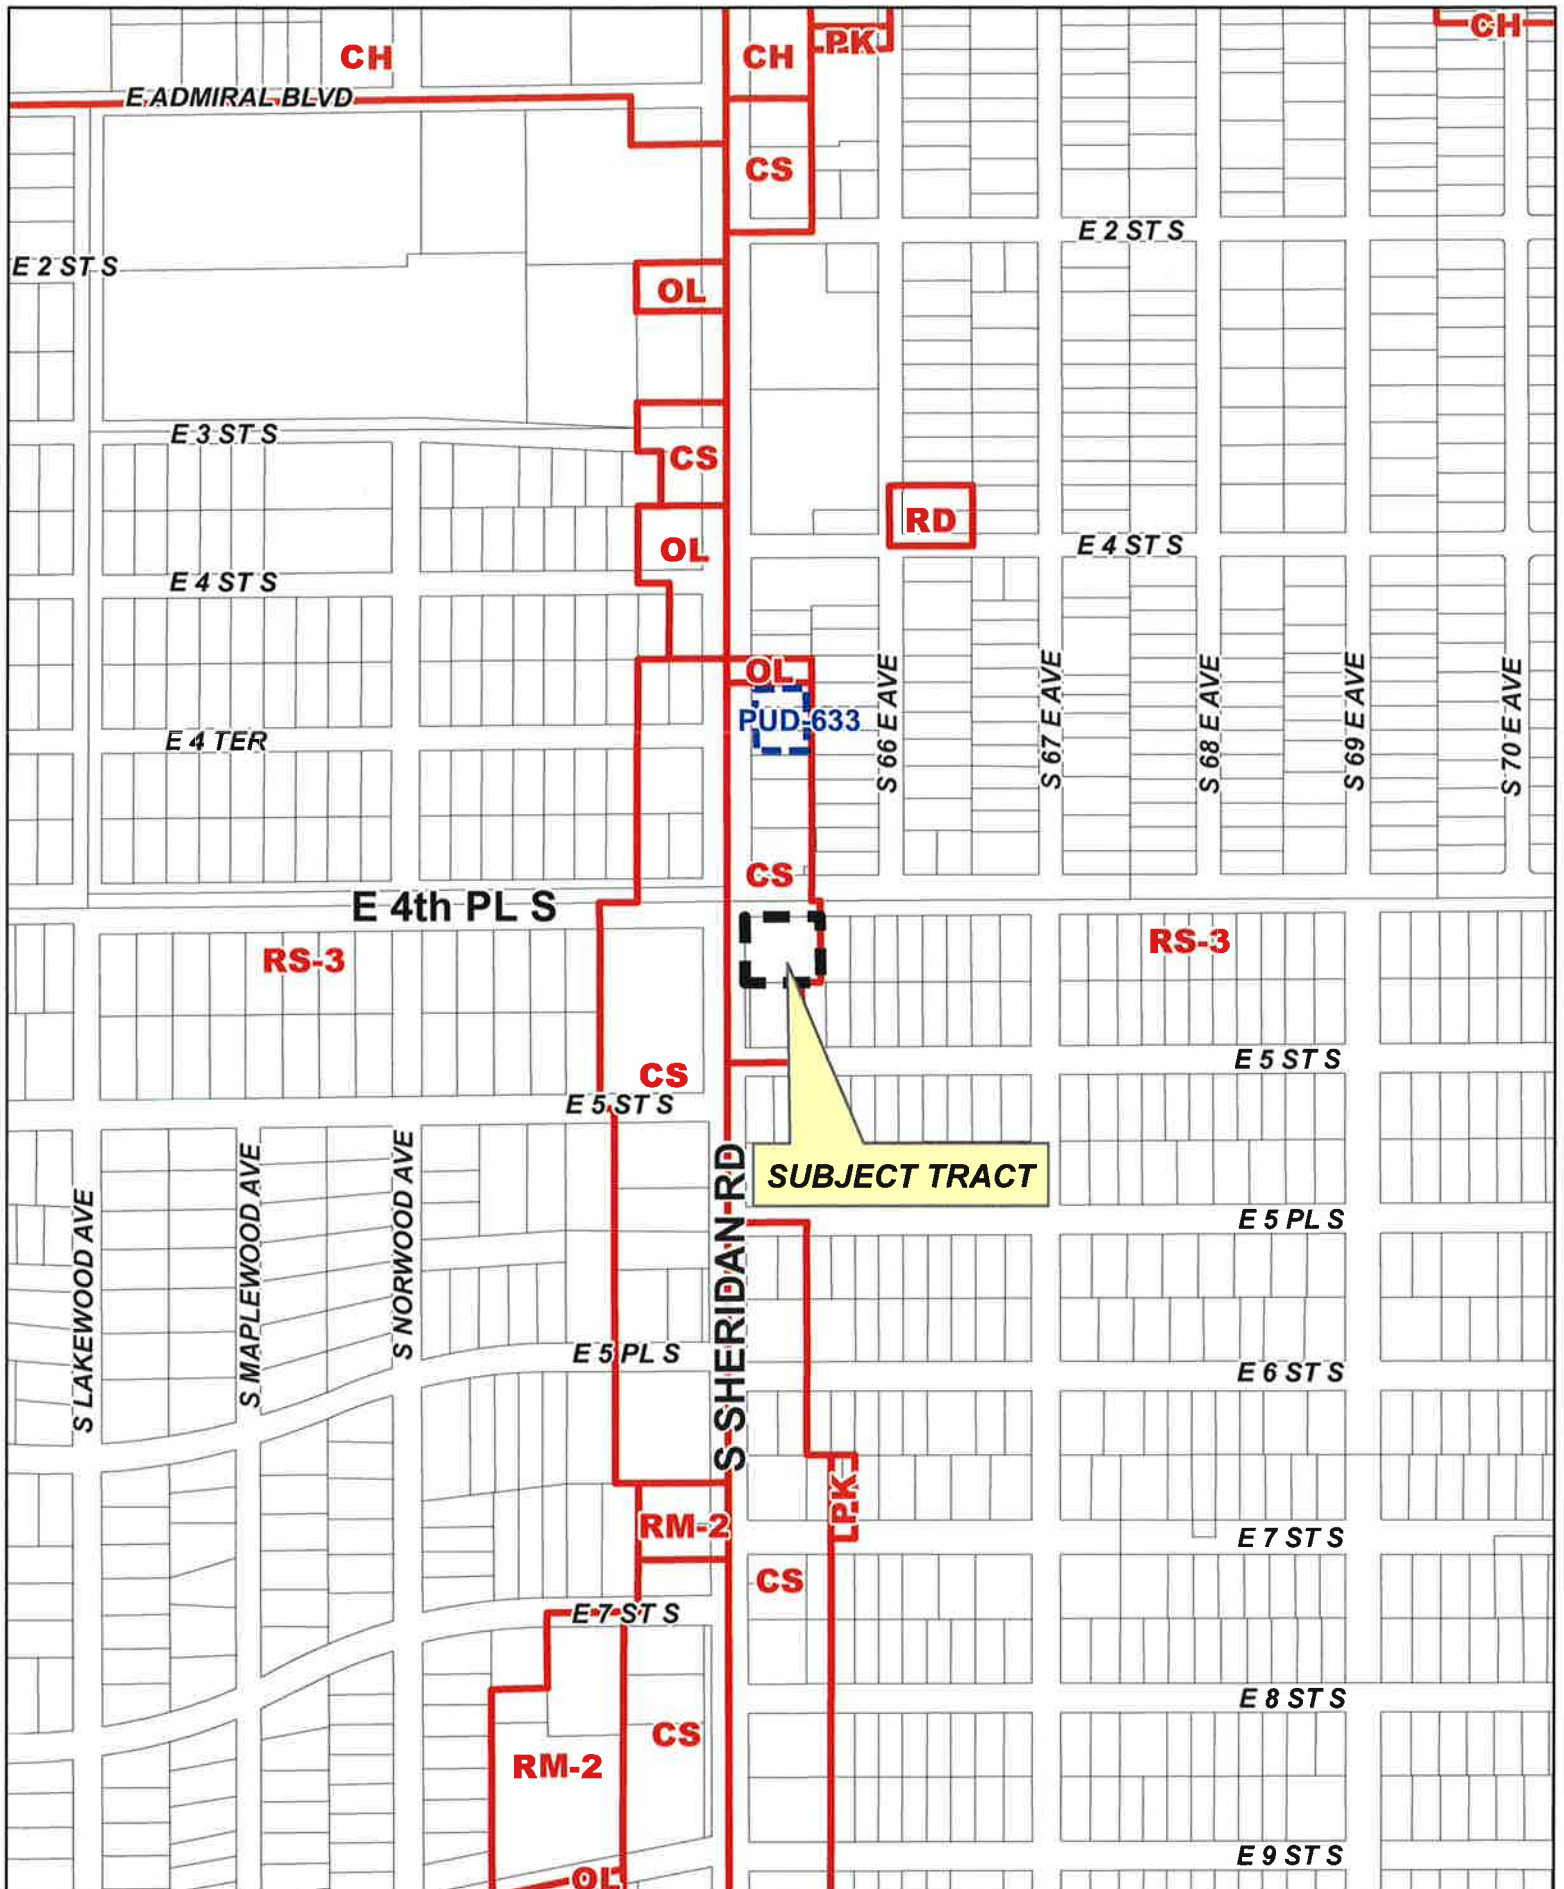 CH
CH
PK
CH
E ADMIRAL BLVD
CS
E 2 ST S
E 2 ST S
OL
E 3 ST S
CS
RD
OL
E 4 ST S
E 4 ST S
OL
PUD-633
E 4 TER
S 66 E AVE
S 67 E AVE
S 68 E AVE
S 69 E AVE
S 70 E AVE
CS
E 4th PL S
RS-3
RS-3
CS
E 5 ST S
E 5 ST S
SUBJECT TRACT
S LAKEWOOD AVE
S MAPLEWOOD AVE
S NORWOOD AVE
S SHERIDAN RD
E 5 PL S
E 5 PL S
E 6 ST S
PK
RM-2
E 7 ST S
CS
E 7 ST S
E 8 ST S
CS
RM-2
E 9 ST S
OL